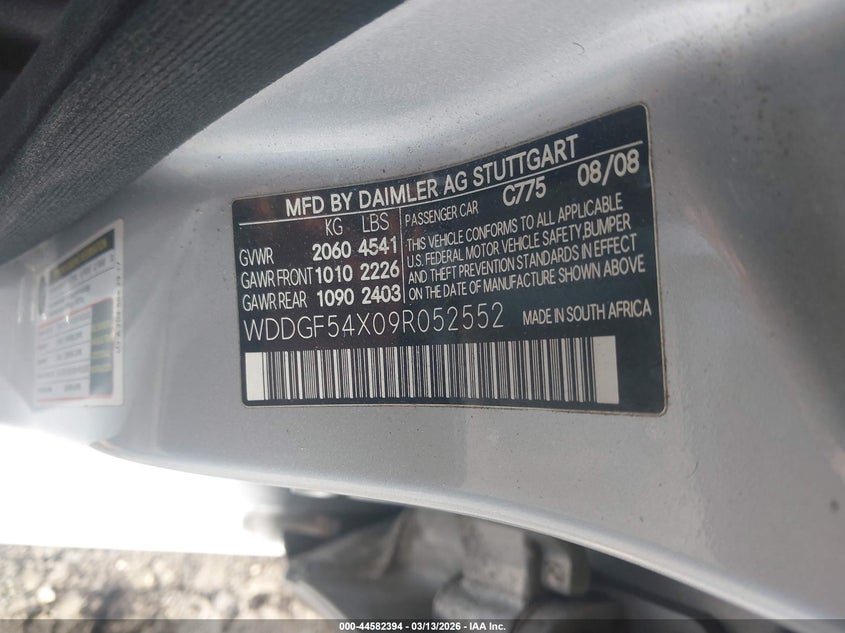 MFD BY DAIMLER AG STUTTGART
C775 08/08
KG LBS
GVWR 2060 4541
GAWR FRONT 1010 2226
GAWR REAR 1090 2403
PASSENGER CAR
THIS VEHICLE CONFORMS TO ALL APPLICABLE
U.S. FEDERAL MOTOR VEHICLE SAFETY,BUMPER
AND THEFT PREVENTION STANDARDS IN EFFECT
ON THE DATE OF MANUFACTURE SHOWN ABOVE
WDDGF54X09R052552 MADE IN SOUTH AFRICA
000-44582394 - 03/13/2026 - IAA Inc.